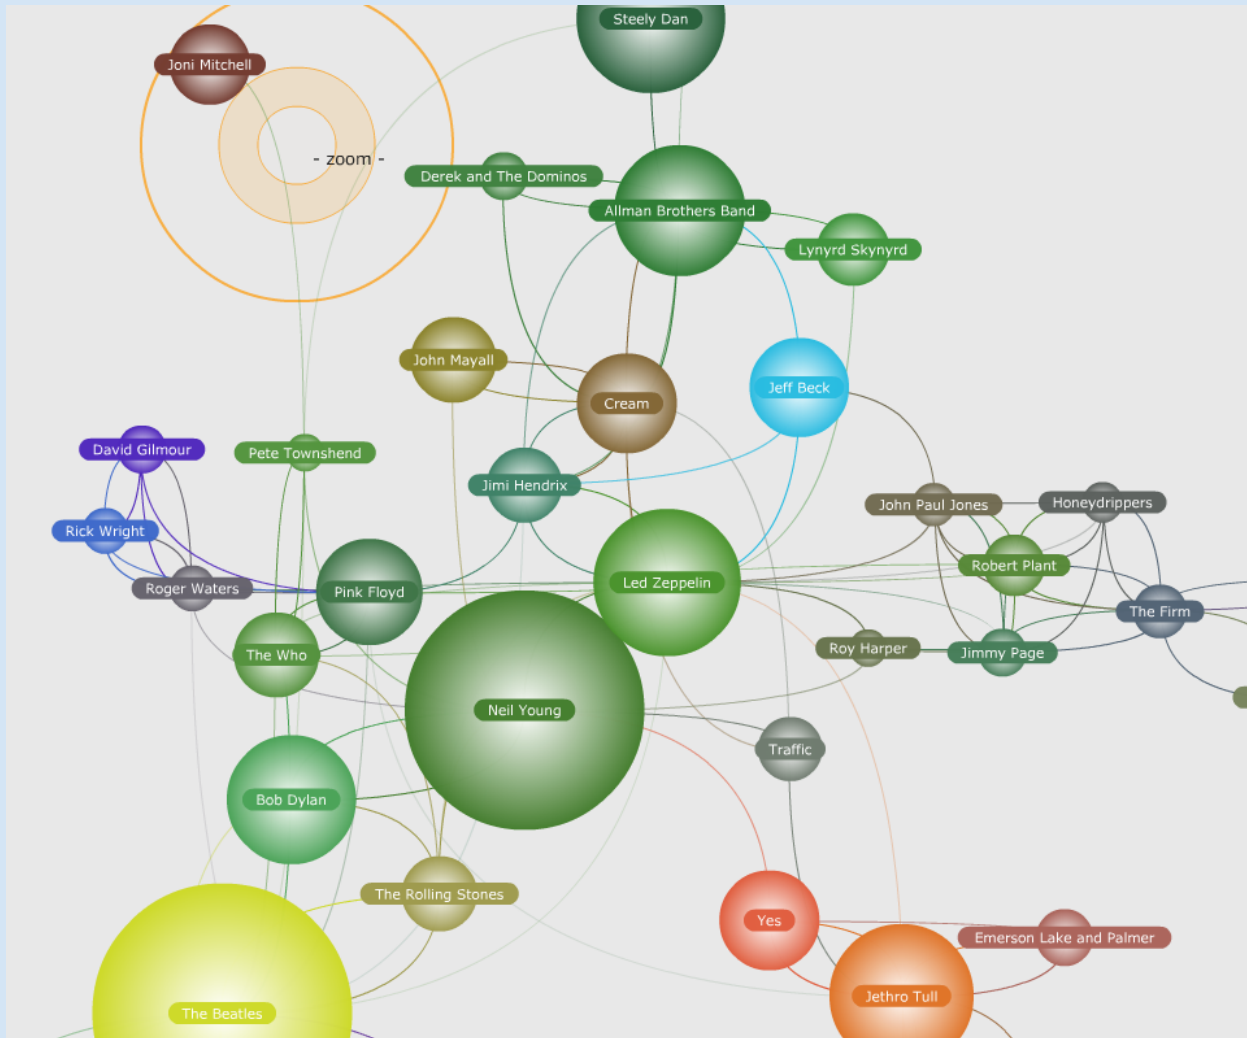 Steely Dan
Joni Mitchell
- zoom -
Derek and The Dominos
Allman Brothers Band
Lynyrd Skynyrd
John Mayall
Jeff Beck
Cream
David Gilmour
Pete Townshend
Jimi Hendrix
John Paul Jones
Honeydrippers
Rick Wright
Robert Plant
Roger Waters
Pink Floyd
Led Zeppelin
The Firm
The Who
Roy Harper
Jimmy Page
Neil Young
Traffic
Bob Dylan
The Rolling Stones
Yes
Emerson Lake and Palmer
Jethro Tull
The Beatles